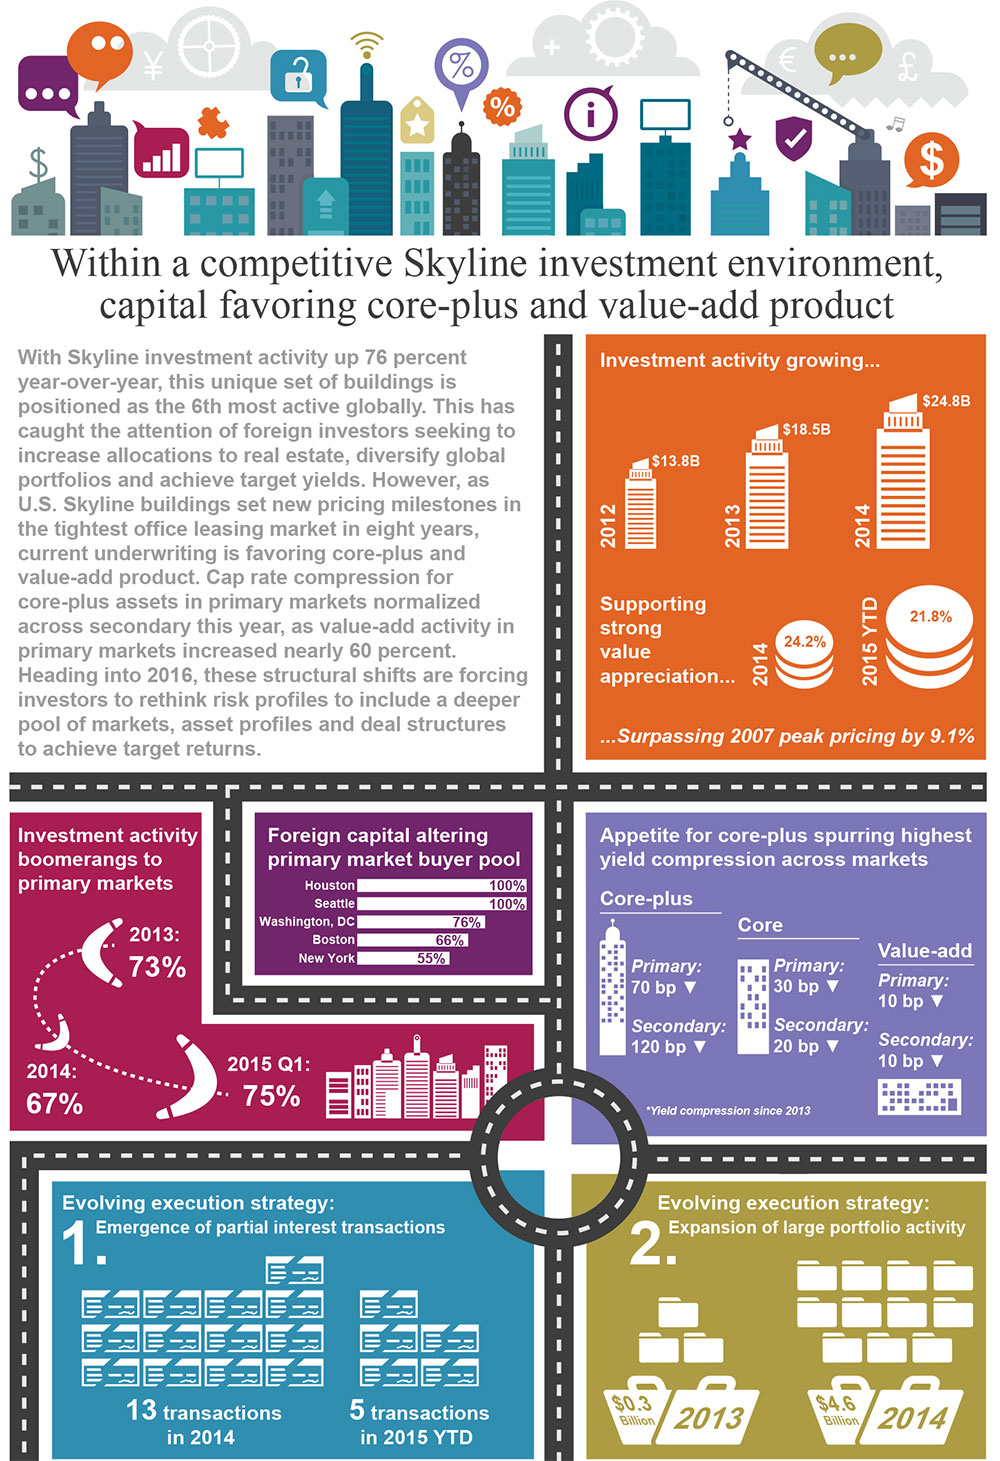 Within a competitive Skyline investment environment,
capital favoring core-plus and value-add product
With Skyline investment activity up 76 percent
year-over-year, this unique set of buildings is
positioned as the 6th most active globally. This has
caught the attention of foreign investors seeking to
increase allocations to real estate, diversify global
portfolios and achieve target yields. However, as
U.S. Skyline buildings set new pricing milestones in
the tightest office leasing market in eight years,
current underwriting is favoring core-plus and
value-add product. Cap rate compression for
core-plus assets in primary markets normalized
across secondary this year, as value-add activity in
primary markets increased nearly 60 percent.
Heading into 2016, these structural shifts are forcing
investors to rethink risk profiles to include a deeper
pool of markets, asset profiles and deal structures
to achieve target returns.
Investment activity growing...
2012
$13.8B
2013
$18.5B
2014
$24.8B
Supporting
strong
value
appreciation...
2014
24.2%
2015 YTD
21.8%
...Surpassing 2007 peak pricing by 9.1%
Investment activity
boomerangs to
primary markets
2013:
73%
2014:
67%
2015 Q1:
75%
Foreign capital altering
primary market buyer pool
Houston 100%
Seattle 100%
Washington, DC 76%
Boston 66%
New York 55%
Appetite for core-plus spurring highest
yield compression across markets
Core-plus
Primary:
70 bp ▼
Secondary:
120 bp ▼
Core
Primary:
30 bp ▼
Secondary:
20 bp ▼
Value-add
Primary:
10 bp ▼
Secondary:
10 bp ▼
*Yield compression since 2013
Evolving execution strategy:
1. Emergence of partial interest transactions
13 transactions
in 2014
5 transactions
in 2015 YTD
Evolving execution strategy:
2. Expansion of large portfolio activity
$0.3
Billion
2013
$4.6
Billion
2014